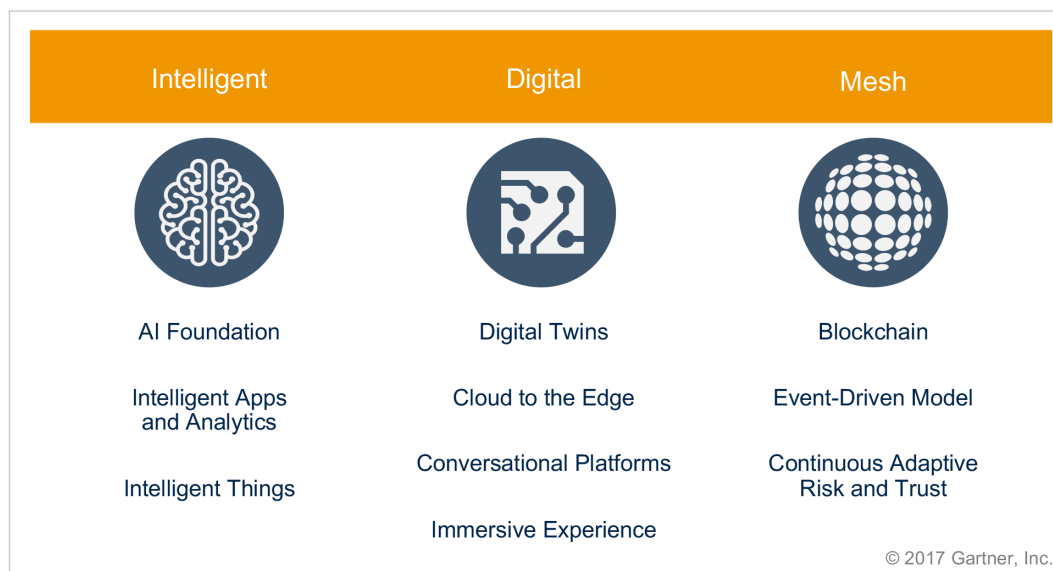 Intelligent
Digital
Mesh
AI Foundation
Intelligent Apps
and Analytics
Intelligent Things
Digital Twins
Cloud to the Edge
Conversational Platforms
Immersive Experience
Blockchain
Event-Driven Model
Continuous Adaptive
Risk and Trust
© 2017 Gartner, Inc.